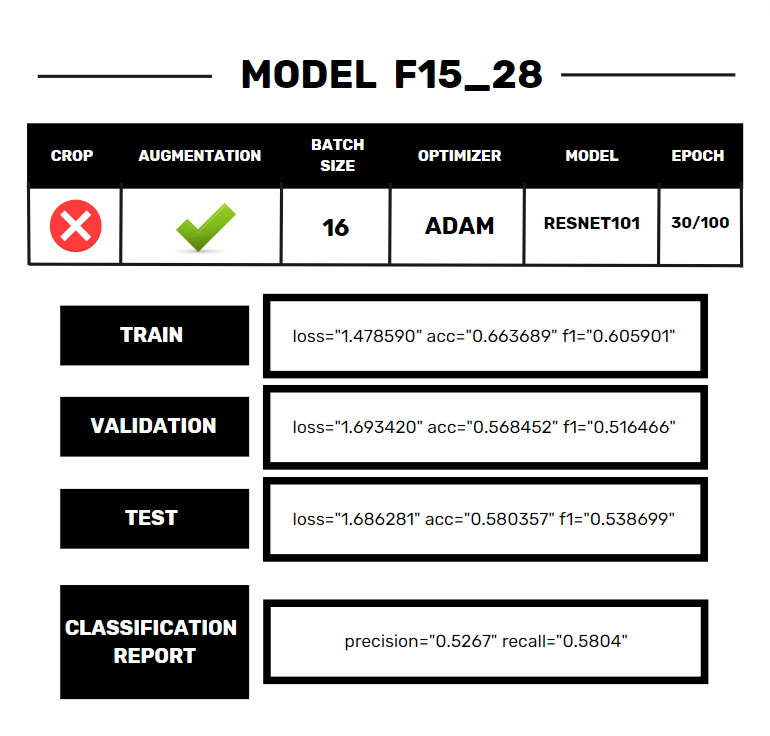 MODEL F15_28
CROP AUGMENTATION BATCH SIZE OPTIMIZER MODEL EPOCH
16 ADAM RESNET101 30/100
TRAIN
loss="1.478590" acc="0.663689" f1="0.605901"
VALIDATION
loss="1.693420" acc="0.568452" f1="0.516466"
TEST
loss="1.686281" acc="0.580357" f1="0.538699"
CLASSIFICATION
REPORT
precision="0.5267" recall="0.5804"